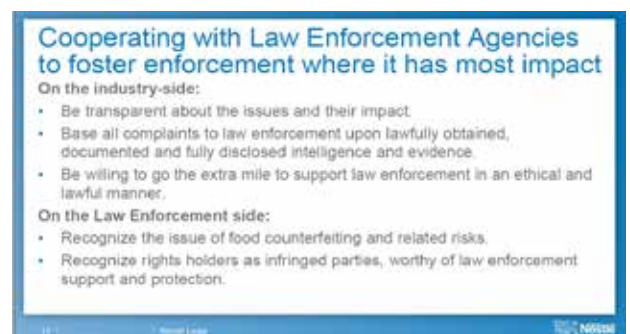 Cooperating with Law Enforcement Agencies
to foster enforcement where it has most impact
On the industry-side:
• Be transparent about the issues and their impact.
• Base all complaints to law enforcement upon lawfully obtained,
documented and fully disclosed intelligence and evidence.
• Be willing to go the extra mile to support law enforcement in an ethical and
lawful manner.
On the Law Enforcement side:
• Recognize the issue of food counterfeiting and related risks.
• Recognize rights holders as infringed parties, worthy of law enforcement
support and protection.
Nestlé